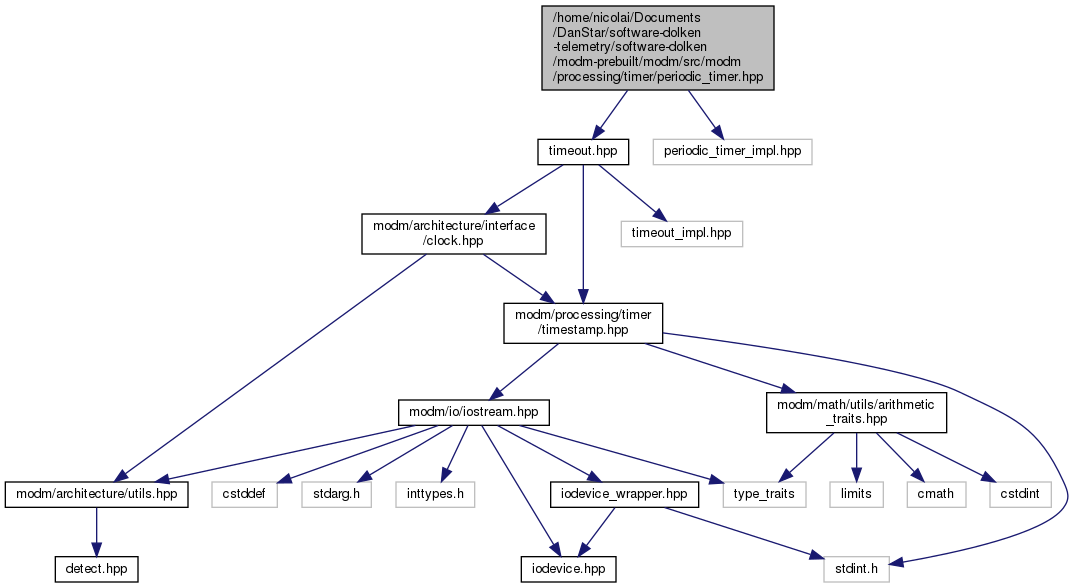 /home/nicolai/Documents
/DanStar/software-dolken
-telemetry/software-dolken
/modm-prebuilt/modm/src/modm
/processing/timer/periodic_timer.hpp
timeout.hpp
periodic_timer_impl.hpp
modm/architecture/interface
/clock.hpp
timeout_impl.hpp
modm/processing/timer
/timestamp.hpp
modm/io/iostream.hpp
modm/math/utils/arithmetic
_traits.hpp
modm/architecture/utils.hpp
cstddef
stdarg.h
inttypes.h
iodevice_wrapper.hpp
type_traits
limits
cmath
cstdint
detect.hpp
iodevice.hpp
stdint.h